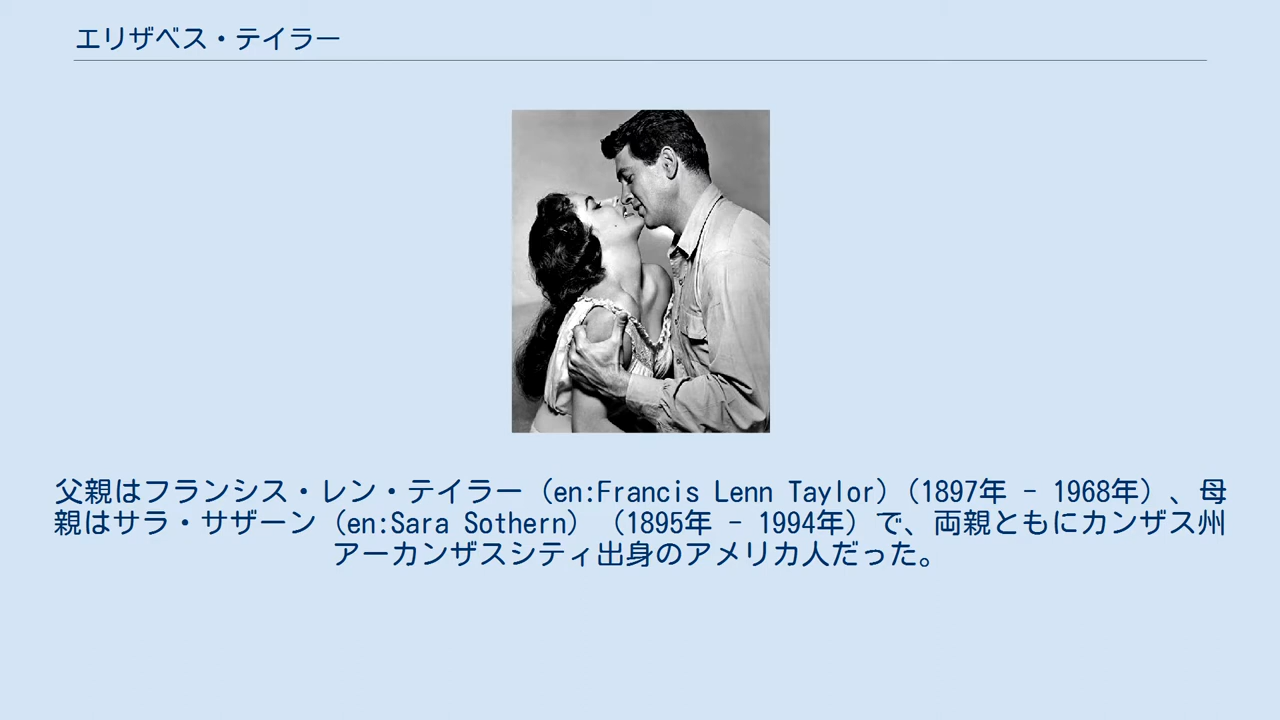 エリザベス・テイラー
父親はフランシス・レン・テイラー（en:Francis Lenn Taylor）（1897年 - 1968年）、母
親はサラ・サザーン（en:Sara Sothern）（1895年 - 1994年）で、両親ともにカンザス州
アーカンザスシティ出身のアメリカ人だった。